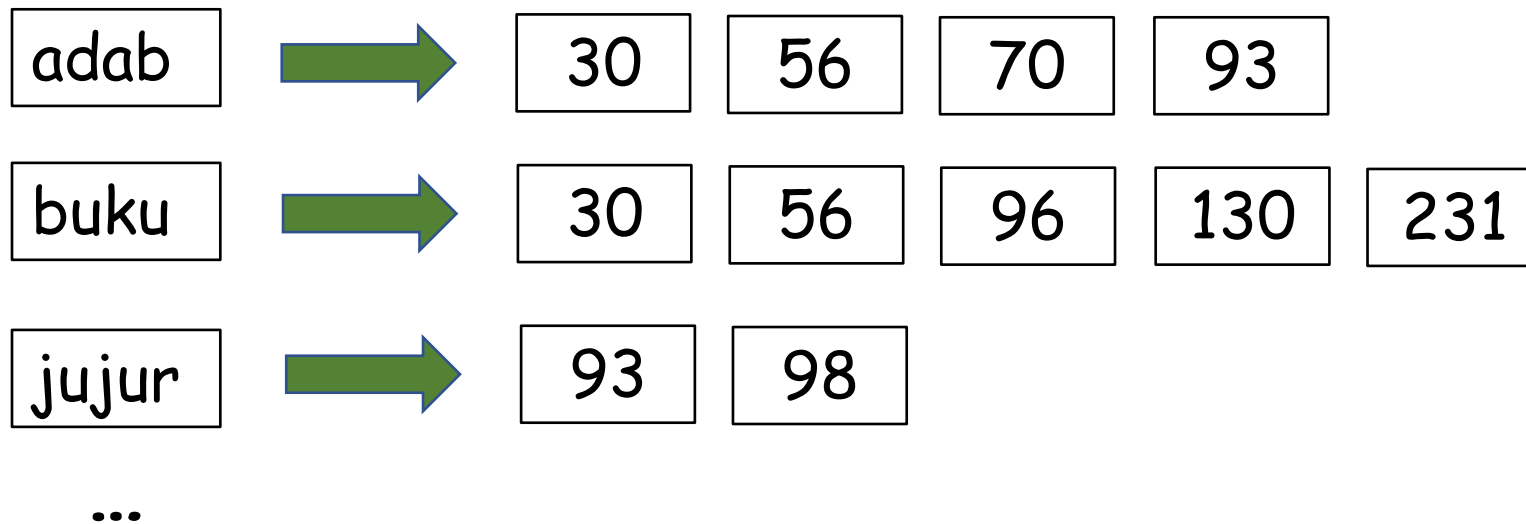 adab 30 56 70 93
buku 30 56 96 130 231
jujur 93 98
...